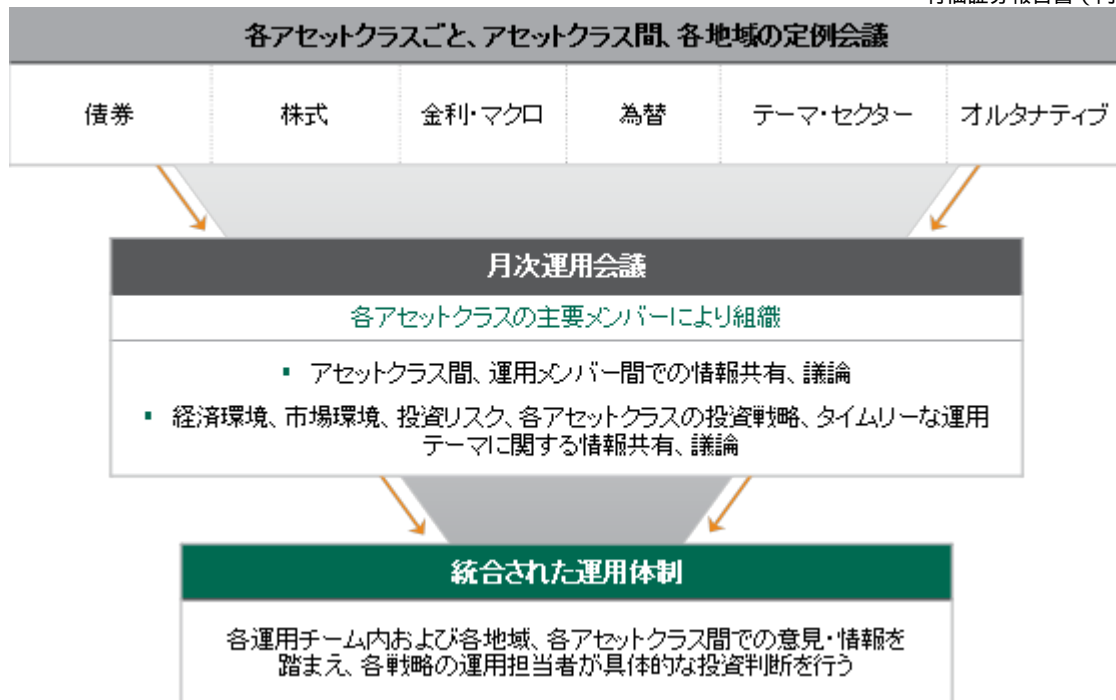 有価証券報告書(内
各アセットクラスごと、アセットクラス間、各地域の定例会議
債券 株式 金利・マクロ 為替 テーマ・セクター オルタナティブ
月次運用会議
各アセットクラスの主要メンバーにより組織
▪ アセットクラス間、運用メンバー間での情報共有、議論
▪ 経済環境、市場環境、投資リスク、各アセットクラスの投資戦略、タイムリーな運用
テーマに関する情報共有、議論
統合された運用体制
各運用チーム内および各地域、各アセットクラス間での意見・情報を
踏まえ、各戦略の運用担当者が具体的な投資判断を行う